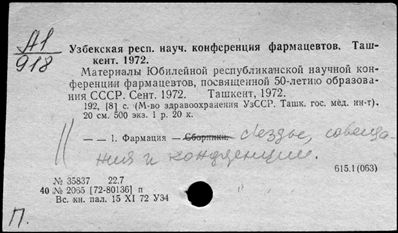 А1
918
Узбекская респ. науч. конференция фармацевтов. Таш-
кент. 1972.
Материалы Юбилейной республиканской научной кон-
ференции фармацевтов, посвященной 50-летию образова-
ния СССР. Сент. 1972. Ташкент, 1972.
192, [8] с. (М-во здравоохранения УзССР. Ташк. гос. мед. ин-т).
20 см. 500 экз. 1 р. 20 к.
— — 1. Фармация — Сборники. съезды, совеща
ния и конференции.
615.1 (063)
№ 35837 22.7
40 № 2065 [72-80136] п
Вс. кн. пал. 15 XI 72 У34
П.